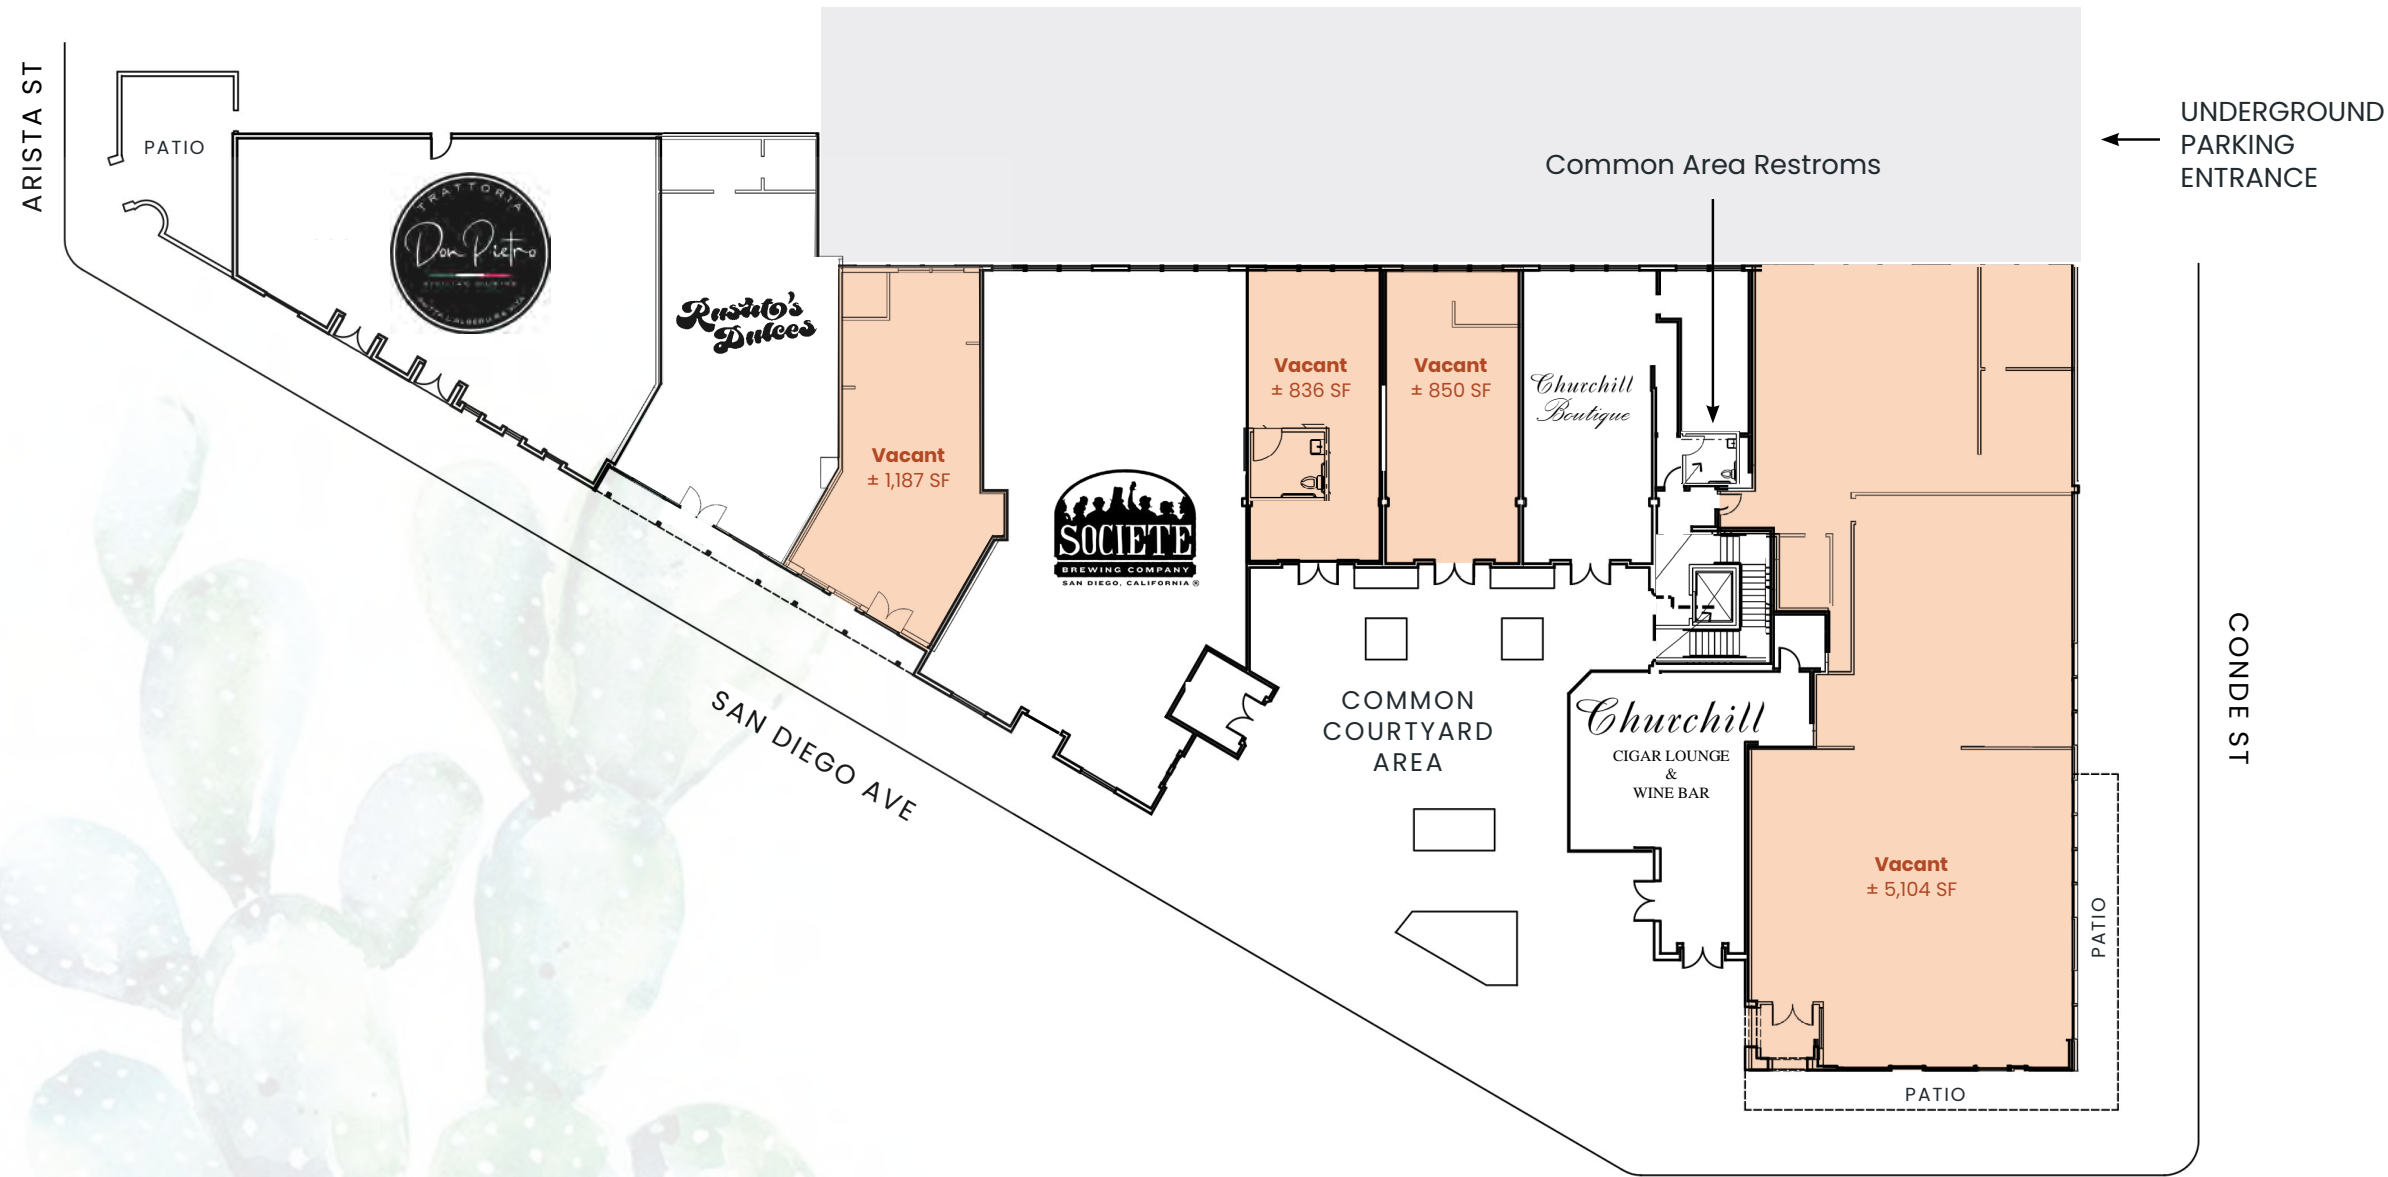 ARISTA ST
PATIO
TRATTORIA
Don Pietro
Rusato's
Dulces
Common Area Restroms
UNDERGROUND
PARKING
ENTRANCE
Vacant
± 1,187 SF
SOCIETE
BREWING COMPANY
SAN DIEGO, CALIFORNIA ®
Vacant
± 836 SF
Vacant
± 850 SF
Churchill
Boutique
COMMON
COURTYARD
AREA
Churchill
CIGAR LOUNGE
&
WINE BAR
Vacant
± 5,104 SF
PATIO
PATIO
SAN DIEGO AVE
CONDE ST